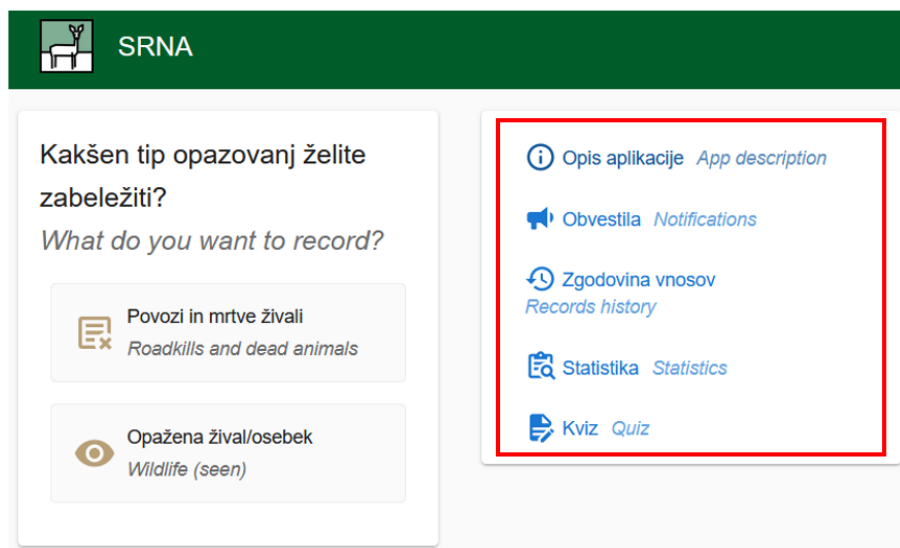 SRNA
Kakšen tip opazovanj želite
zabeležiti?
What do you want to record?
Povozi in mrtve živali
Roadkills and dead animals
Opažena žival/osebek
Wildlife (seen)
Opis aplikacije App description
Obvestila Notifications
Zgodovina vnosov
Records history
Statistika Statistics
Kviz Quiz